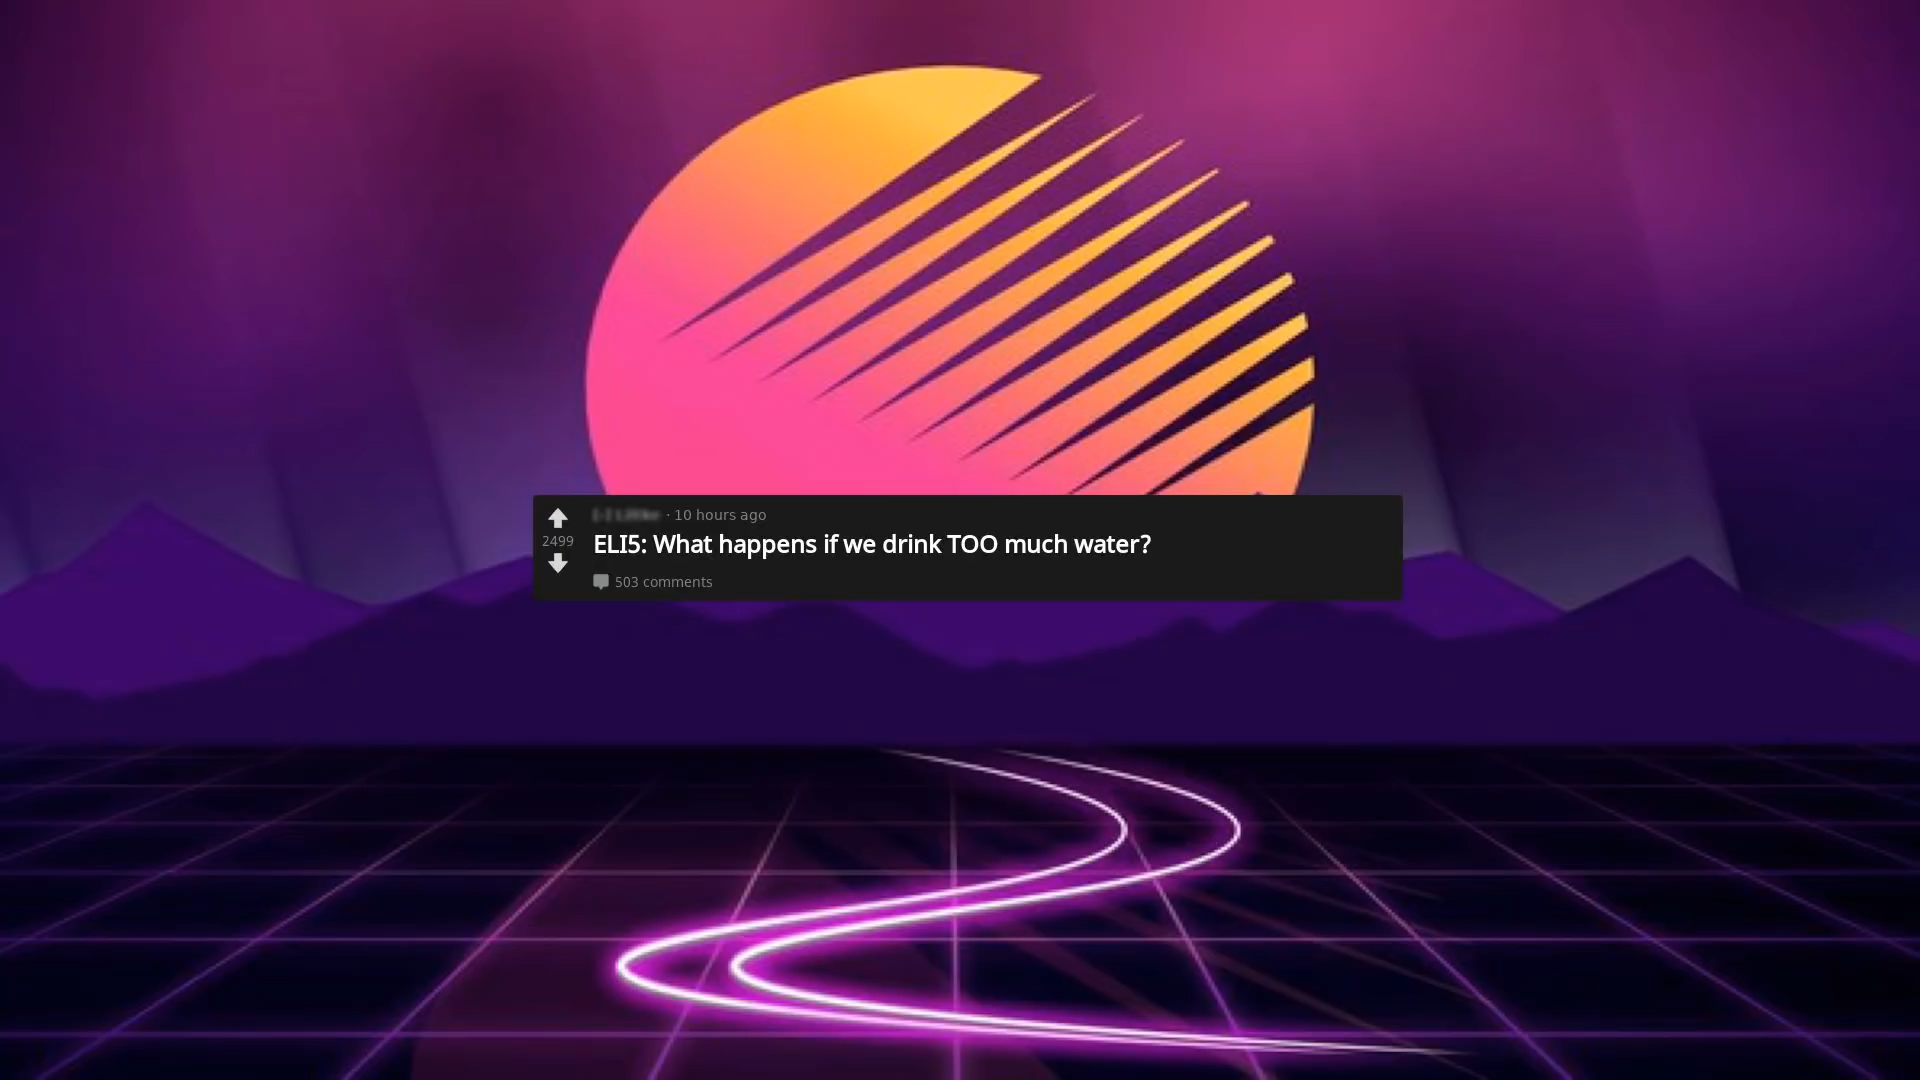 · 10 hours ago
2499
ELI5: What happens if we drink TOO much water?
503 comments